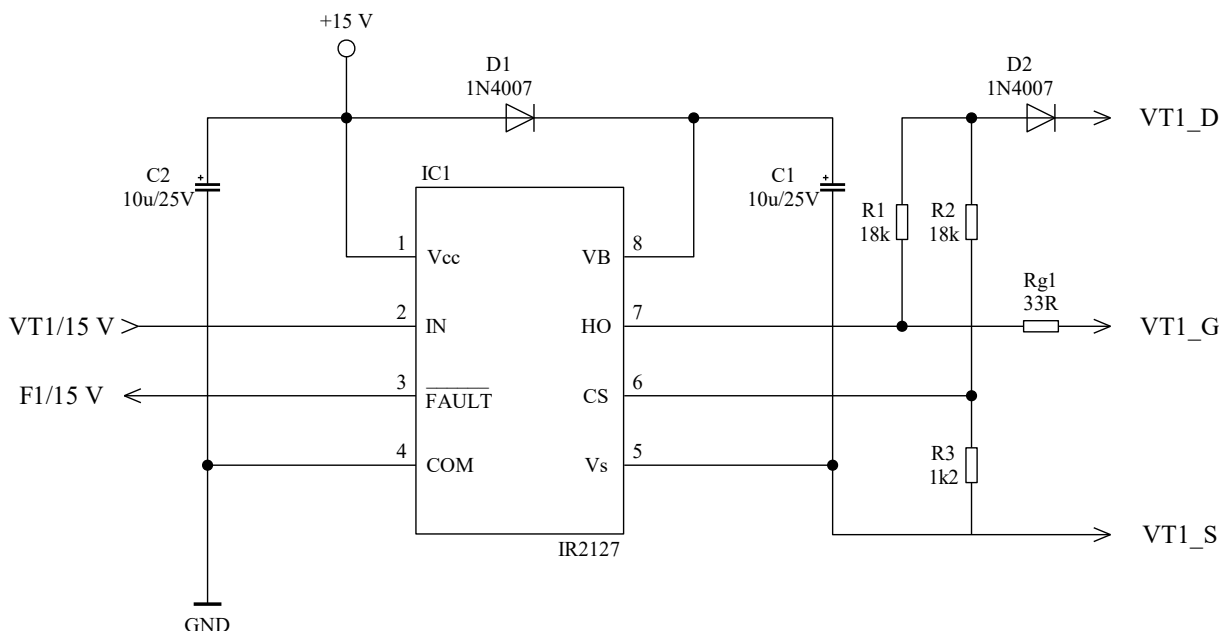 +15 V
D1
1N4007
D2
1N4007
VT1_D
C2
10u/25V
IC1
C1
10u/25V
R1
18k
R2
18k
1
Vcc
VB
8
Rg1
33R
VT1/15 V
2
IN
HO
7
VT1_G
F1/15 V
3
FAULT
CS
6
4
COM
Vs
5
R3
1k2
IR2127
VT1_S
GND